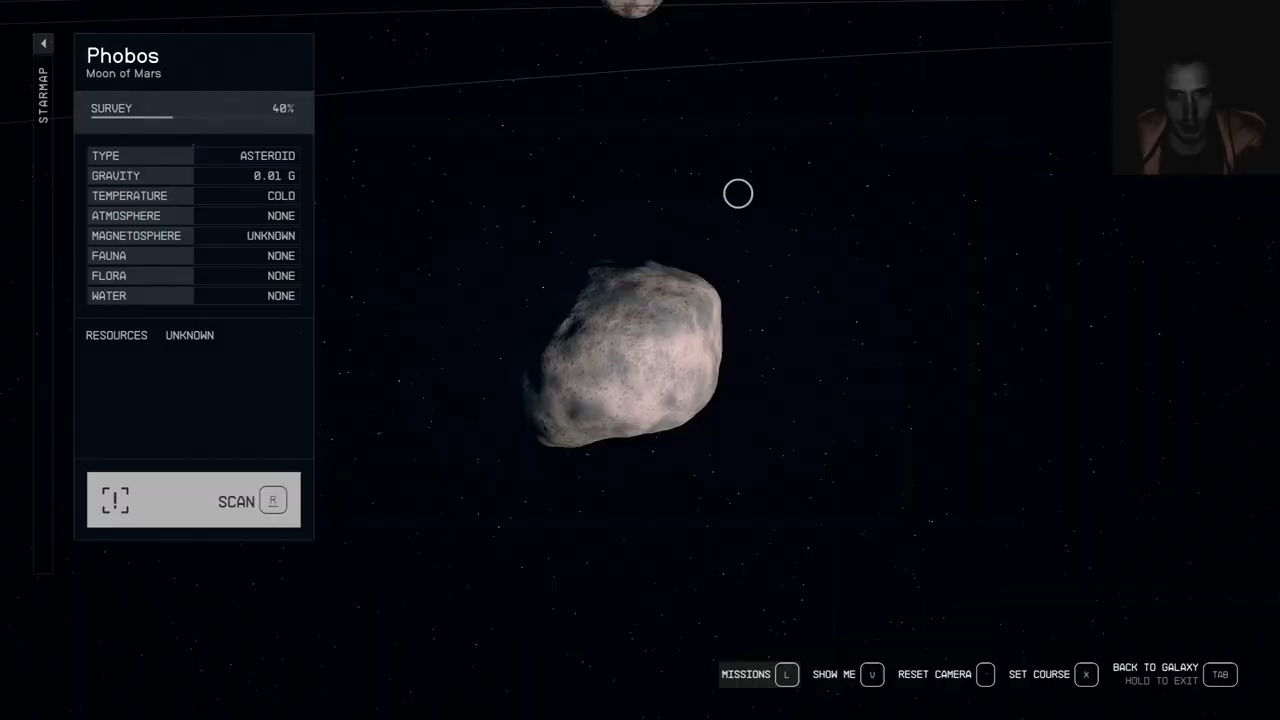 STARMAP
Phobos
Moon of Mars
SURVEY 40%
TYPE ASTEROID
GRAVITY 0.01 G
TEMPERATURE COLD
ATMOSPHERE NONE
MAGNETOSPHERE UNKNOWN
FAUNA NONE
FLORA NONE
WATER NONE
RESOURCES UNKNOWN
! SCAN R
MISSIONS L SHOW ME V RESET CAMERA SET COURSE X BACK TO GALAXY TAB
HOLD TO EXIT